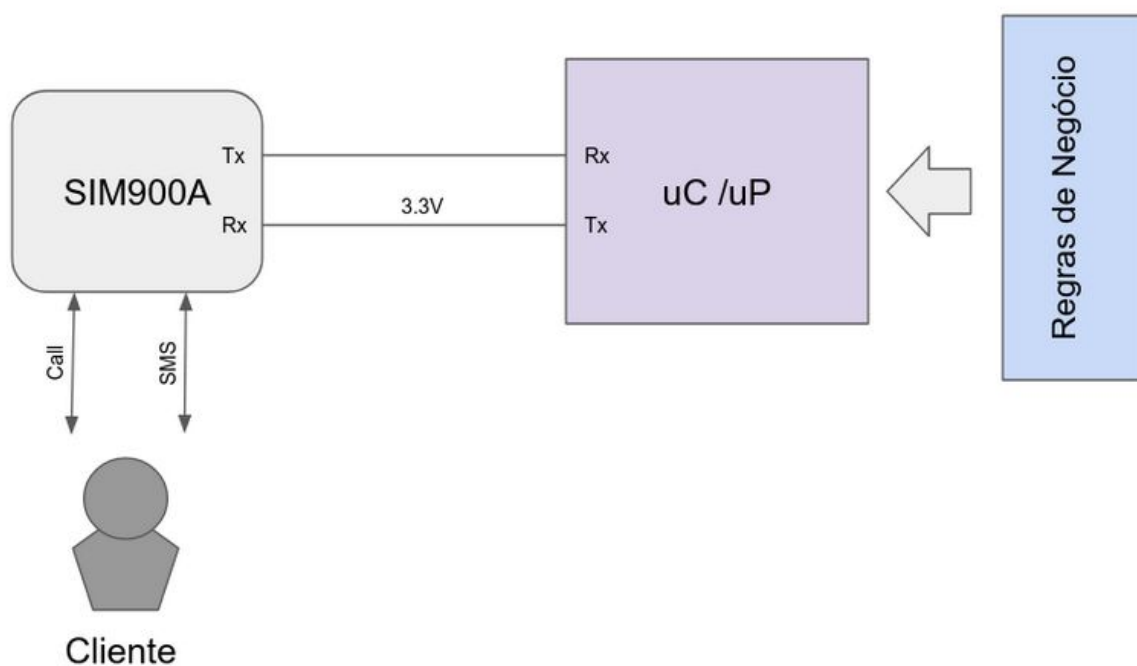 Tx
Rx
SIM900A
Rx
3.3V
Tx
uC /uP
Regras de Negócio
Call
SMS
Cliente